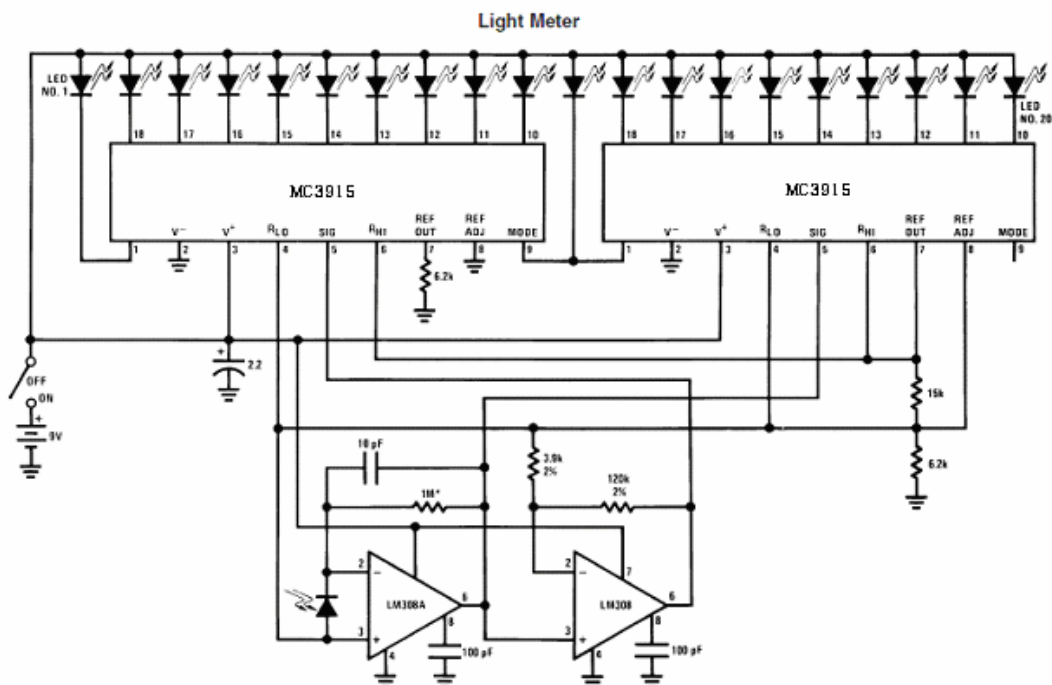 Light Meter
LED
NO. 1
LED
NO. 20
18 17 16 15 14 13 12 11 10
18 17 16 15 14 13 12 11 10
MC3915
MC3915
V⁻ V⁺ RLO SIG RHI REF OUT REF ADJ MODE
V⁻ V⁺ RLO SIG RHI REF OUT REF ADJ MODE
1 2 3 4 5 6 7 8 9
1 2 3 4 5 6 7 8 9
6.2k
+
2.2
OFF
ON
+
9V
15k
6.2k
10 pF
3.9k
2%
120k
2%
1M*
2 − 7
2 −
LM308A 6
LM308 6
3 + 8
3 + 8
4 100 pF
6 100 pF